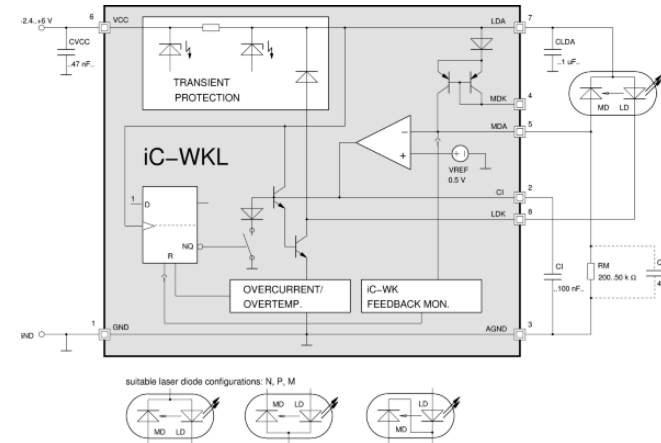 -2.4..+6 V
6
VCC
LDA
7
CVCC
..47 nF..
CLDA
..1 uF..
TRANSIENT
PROTECTION
MDK
4
MD LD
MDA
5
iC-WKL
VREF
0.5 V
CI
2
LDK
8
1
D
NQ
R
OVERCURRENT/
OVERTEMP.
iC-WK
FEEDBACK MON.
CI
..100 nF..
RM
200..50 k Ω
C
4
GND
1
GND
AGND
3
suitable laser diode configurations: N, P, M
MD LD
MD LD
MD LD